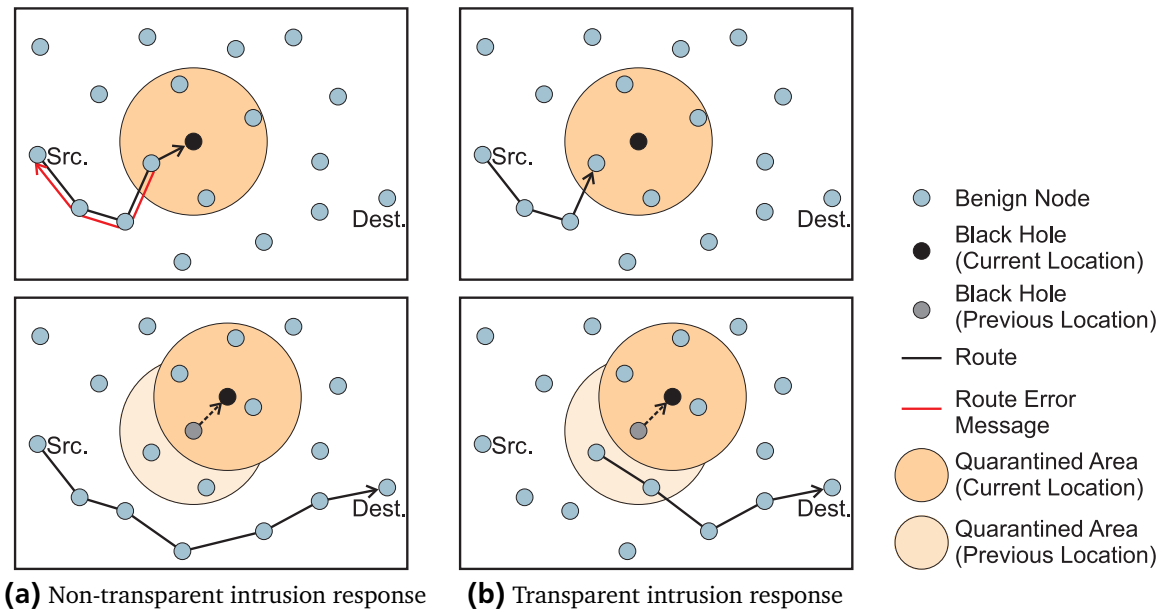 Src.
Dest.
Src.
Dest.
Src.
Dest.
Src.
Dest.
Benign Node
Black Hole
(Current Location)
Black Hole
(Previous Location)
Route
Route Error
Message
Quarantined Area
(Current Location)
Quarantined Area
(Previous Location)
(a) Non-transparent intrusion response
(b) Transparent intrusion response